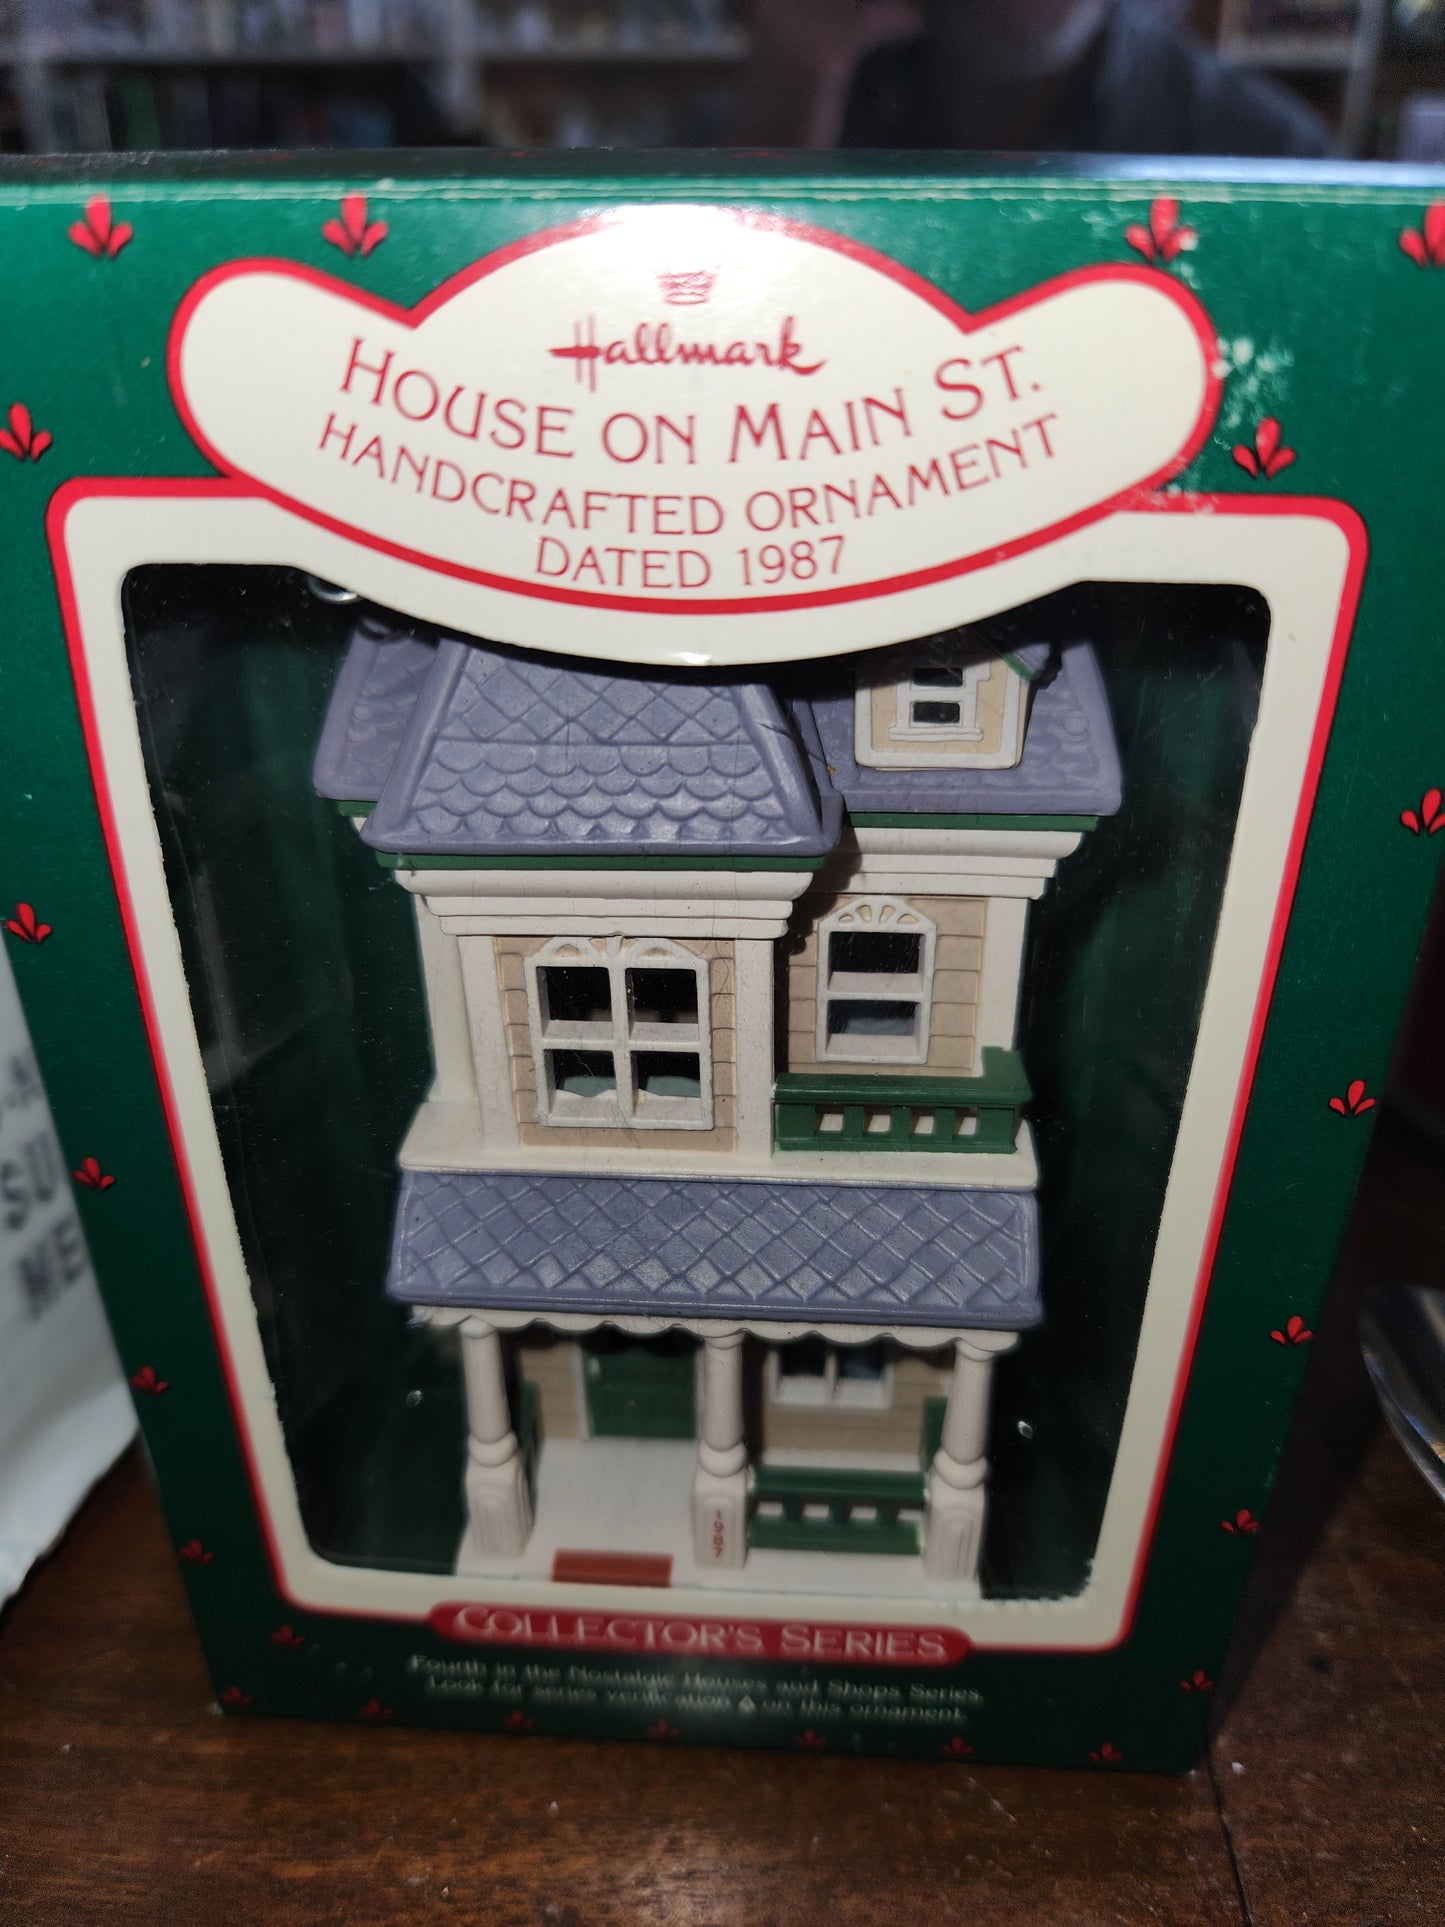 Hallmark
HOUSE ON MAIN ST.
HANDCRAFTED ORNAMENT
DATED 1987
1987
COLLECTOR'S SERIES
Fourth in the Nostalgic Houses and Shops Series.
Look for series verification on this ornament.